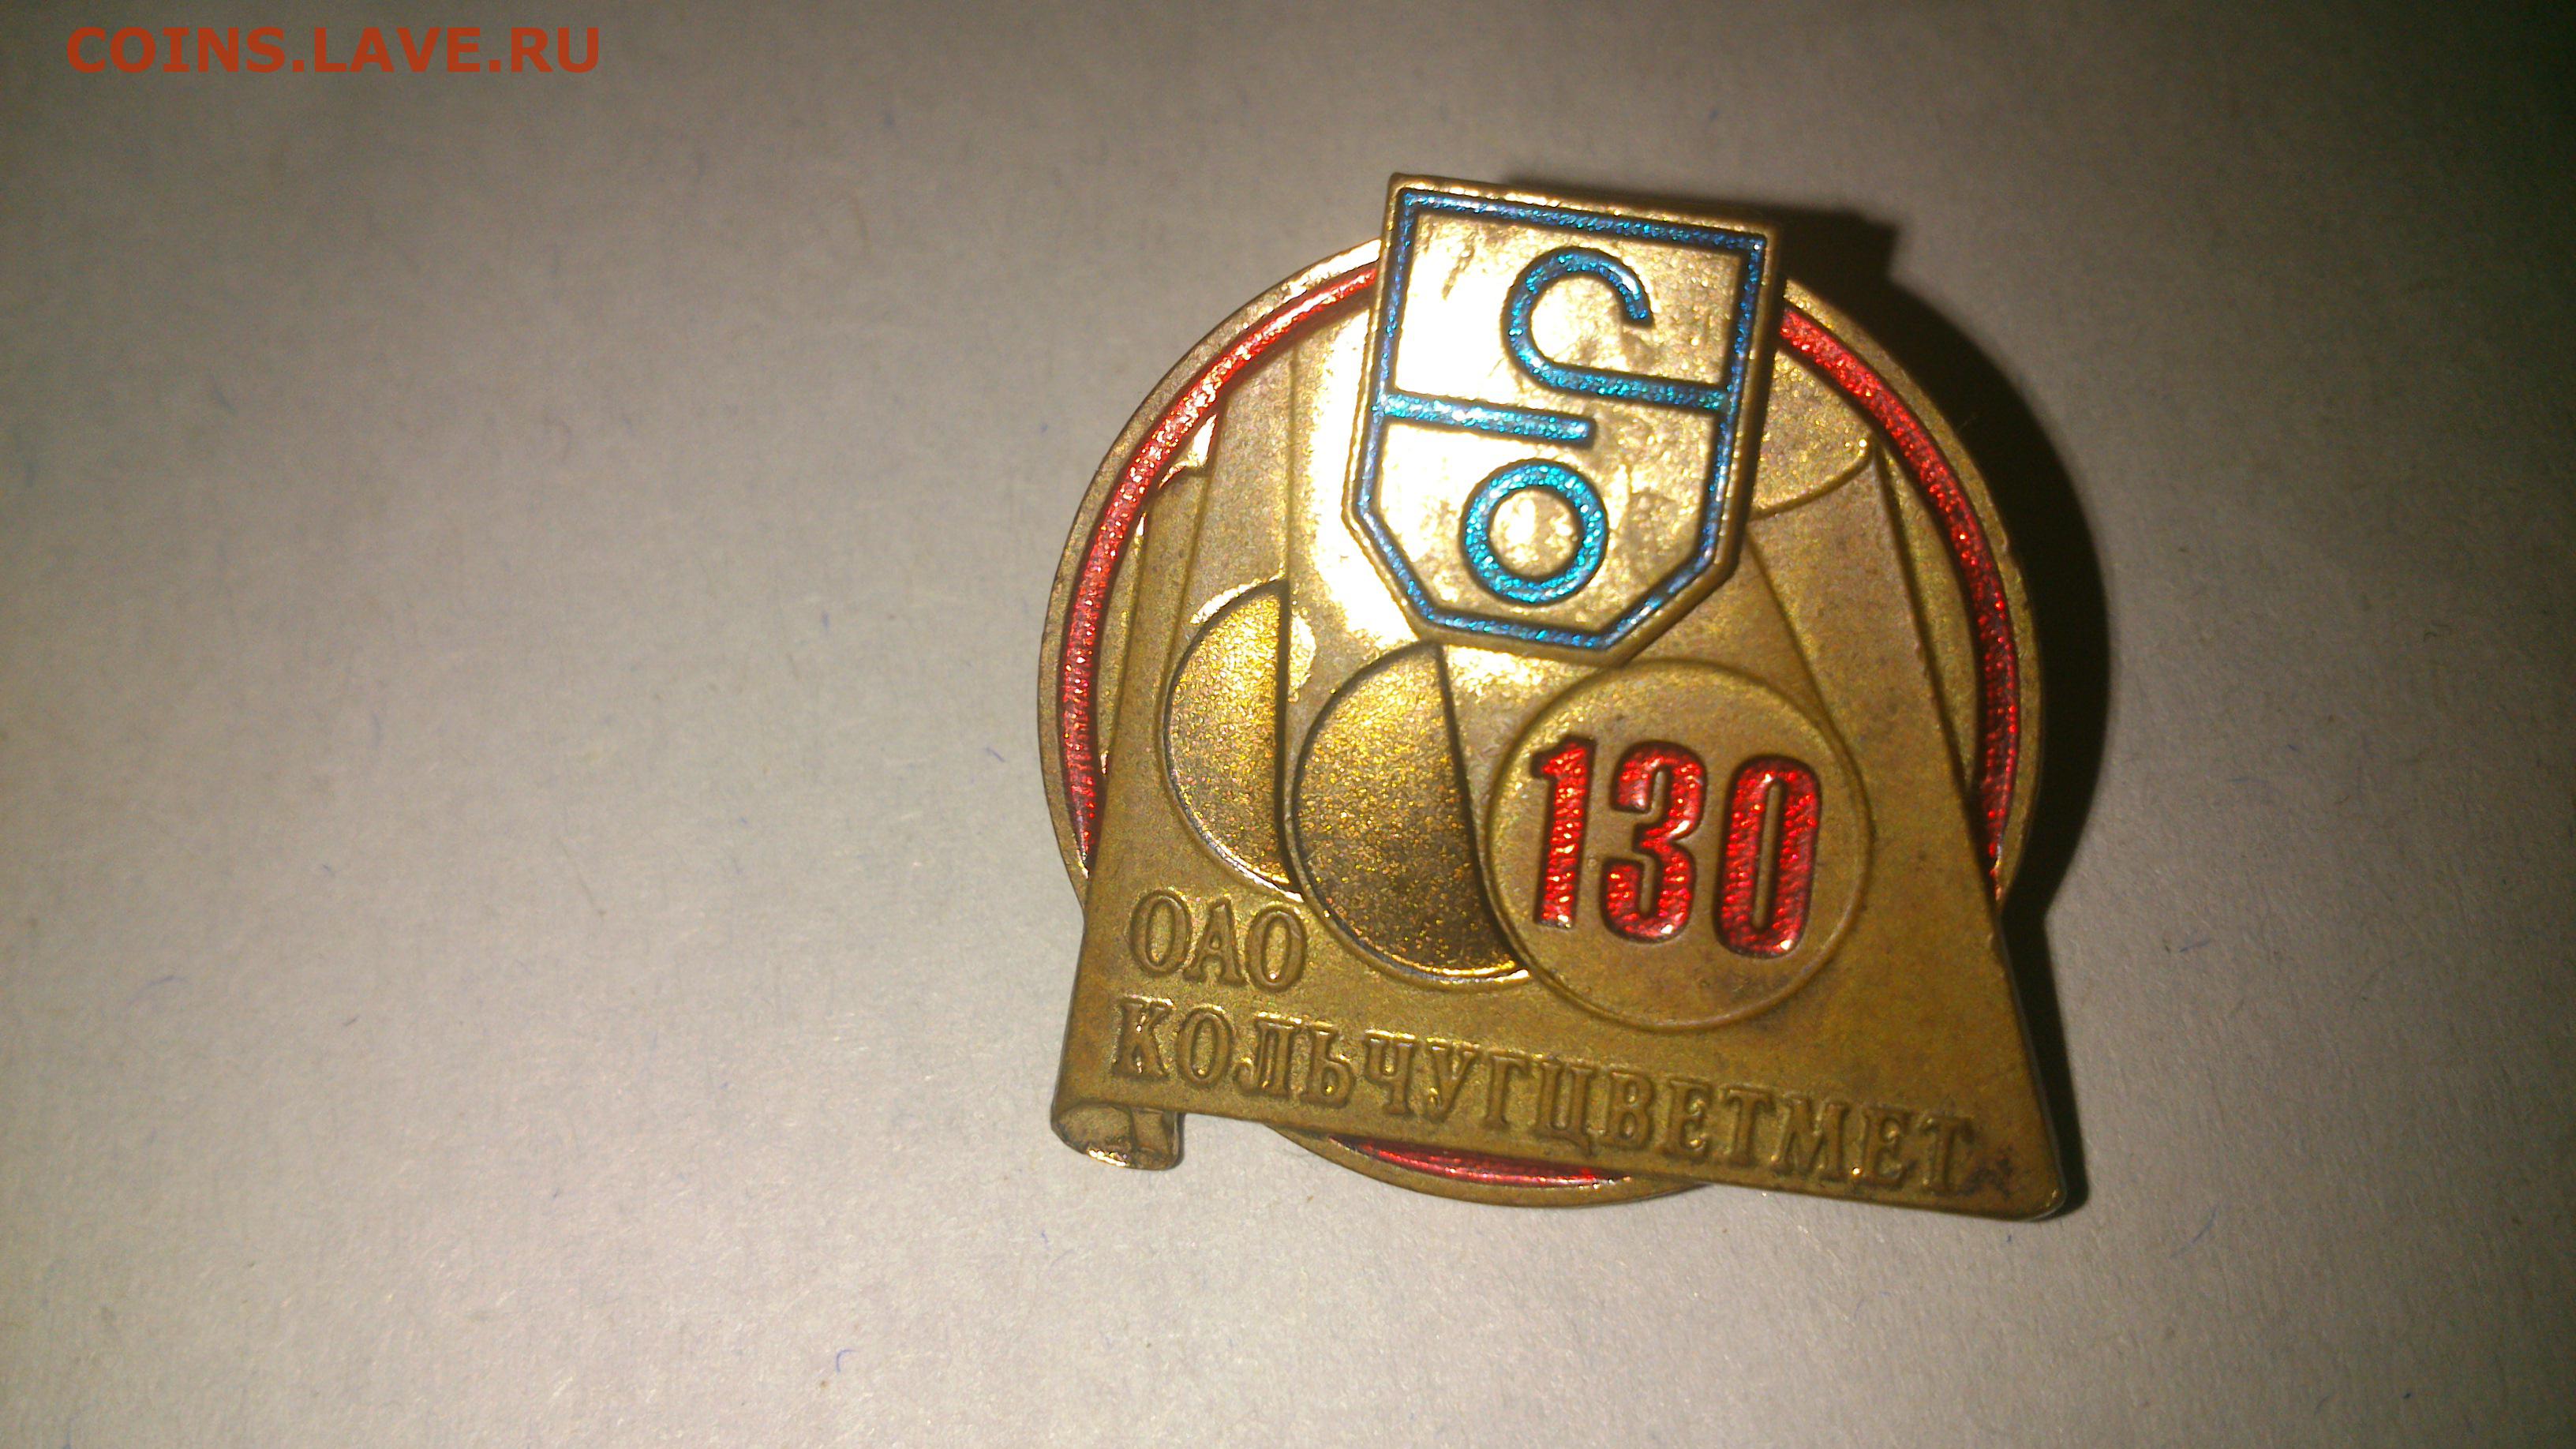 COINS.LAVE.RU
130
ОАО
КОЛЬЧУГЦВЕТМЕТ